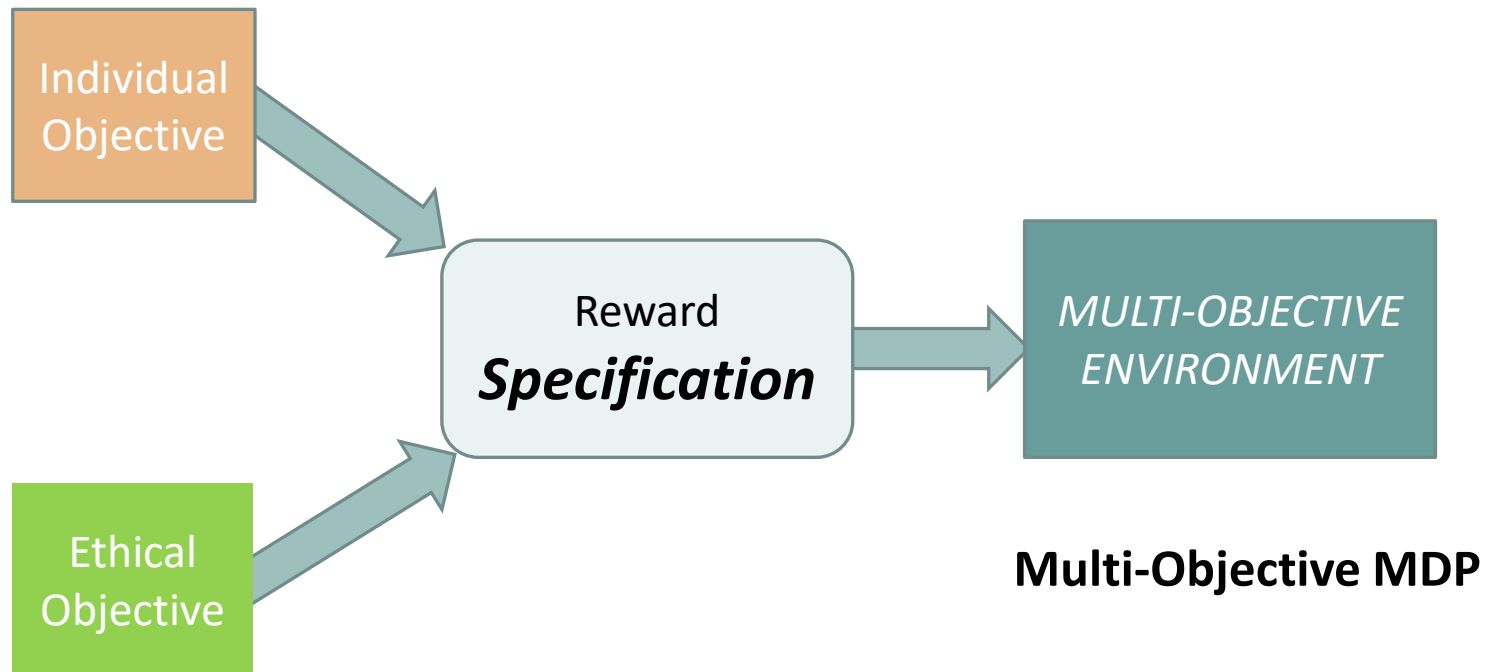 Individual
Objective
Reward
Specification
MULTI-OBJECTIVE
ENVIRONMENT
Ethical
Objective
Multi-Objective MDP